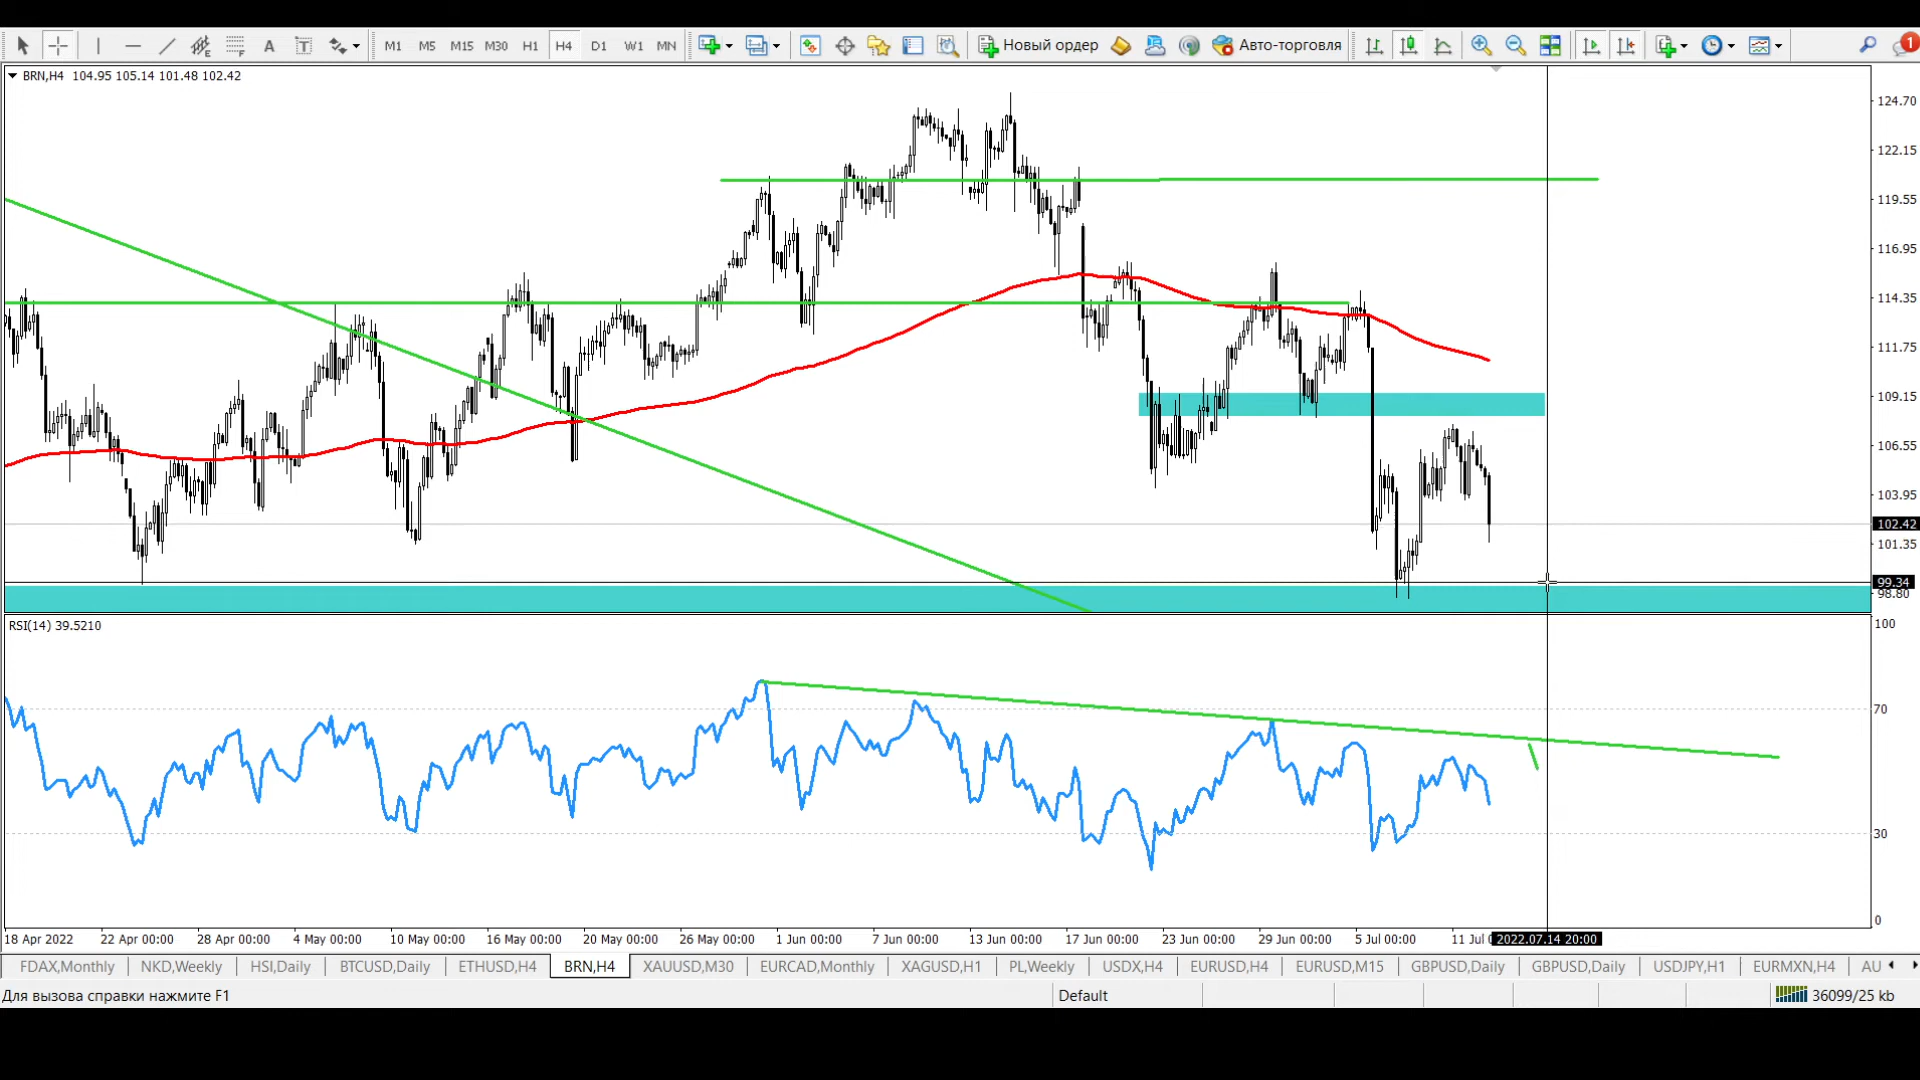 A T M1 M5 M15 M30 H1 H4 D1 W1 MN Новый ордер Авто-торговля 1
BRN,H4 104.95 105.14 101.48 102.42
124.70
122.15
119.55
116.95
114.35
111.75
109.15
106.55
103.95
102.42
101.35
99.34
98.80
RSI(14) 39.5210
100
70
30
0
18 Apr 2022 22 Apr 00:00 28 Apr 00:00 4 May 00:00 10 May 00:00 16 May 00:00 20 May 00:00 26 May 00:00 1 Jun 00:00 7 Jun 00:00 13 Jun 00:00 17 Jun 00:00 23 Jun 00:00 29 Jun 00:00 5 Jul 00:00 11 Jul 2022.07.14 20:00
FDAX,Monthly NKD,Weekly HSI,Daily BTCUSD,Daily ETHUSD,H4 BRN,H4 XAUUSD,M30 EURCAD,Monthly XAGUSD,H1 PL,Weekly USDX,H4 EURUSD,H4 EURUSD,M15 GBPUSD,Daily GBPUSD,Daily USDJPY,H1 EURMXN,H4 AU
Для вызова справки нажмите F1 Default 36099/25 kb